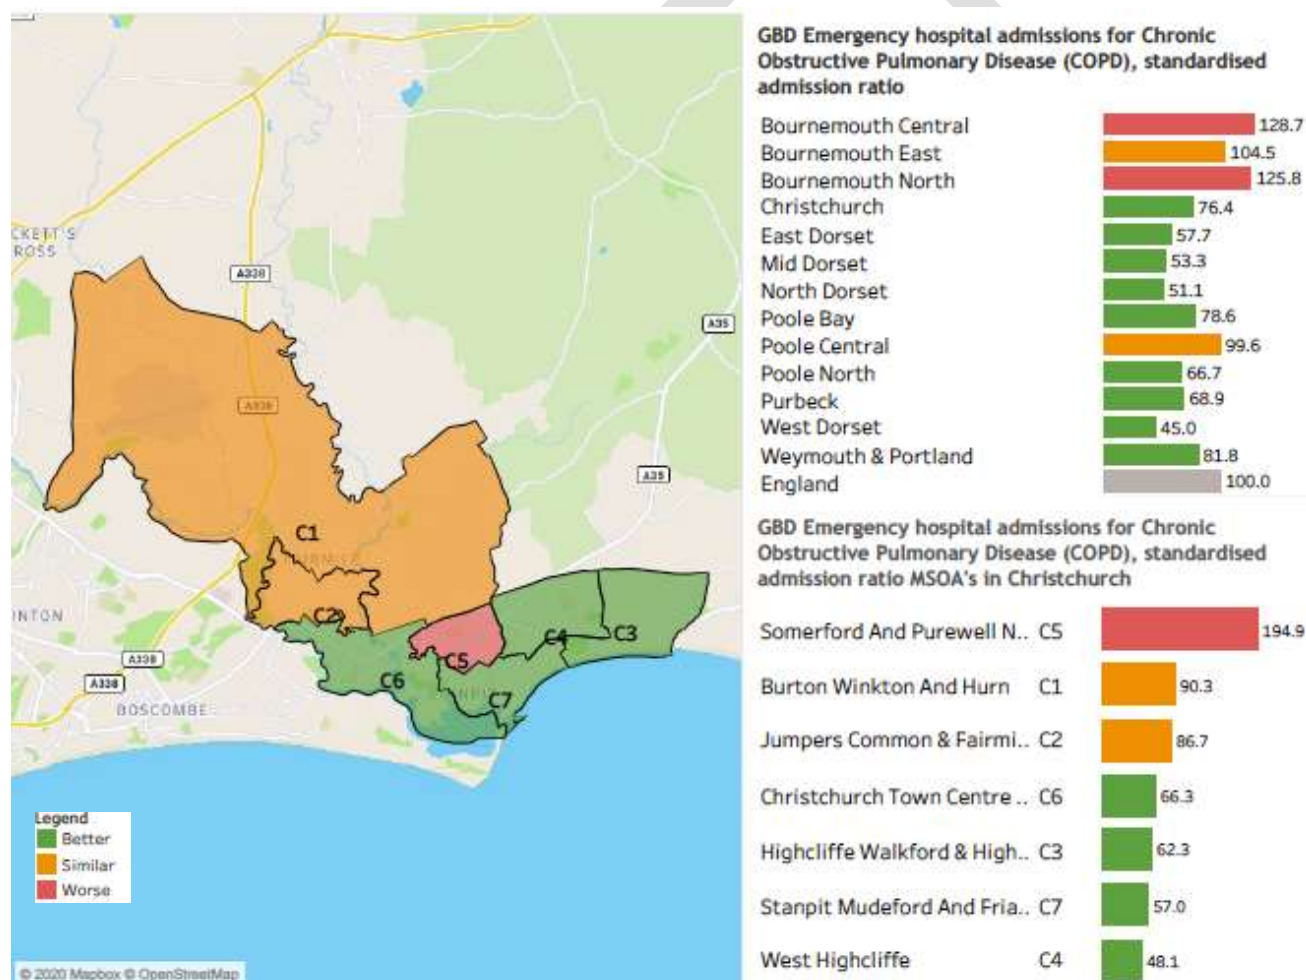 CKETT'S
ROSS
A338
A35
A338
A35
C1
C2
C4
C3
C5
C6
C7
INTON
A338
A338
BOSCOMBE
Legend
Better
Similar
Worse
© 2020 Mapbox © OpenStreetMap
GBD Emergency hospital admissions for Chronic
Obstructive Pulmonary Disease (COPD), standardised
admission ratio
Bournemouth Central 128.7
Bournemouth East 104.5
Bournemouth North 125.8
Christchurch 76.4
East Dorset 57.7
Mid Dorset 53.3
North Dorset 51.1
Poole Bay 78.6
Poole Central 99.6
Poole North 66.7
Purbeck 68.9
West Dorset 45.0
Weymouth & Portland 81.8
England 100.0
GBD Emergency hospital admissions for Chronic
Obstructive Pulmonary Disease (COPD), standardised
admission ratio MSOA's in Christchurch
Somerford And Purewell N.. C5 194.9
Burton Winkton And Hurn C1 90.3
Jumpers Common & Fairmi.. C2 86.7
Christchurch Town Centre .. C6 66.3
Highcliffe Walkford & High.. C3 62.3
Stanpit Mudeford And Fria.. C7 57.0
West Highcliffe C4 48.1